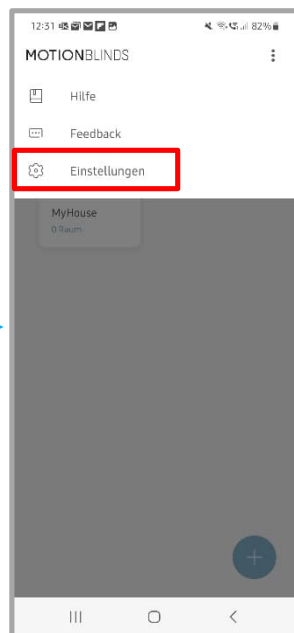 12:31 82%
MOTIONBLINDS
Hilfe
Feedback
Einstellungen
MyHouse
0 Raum